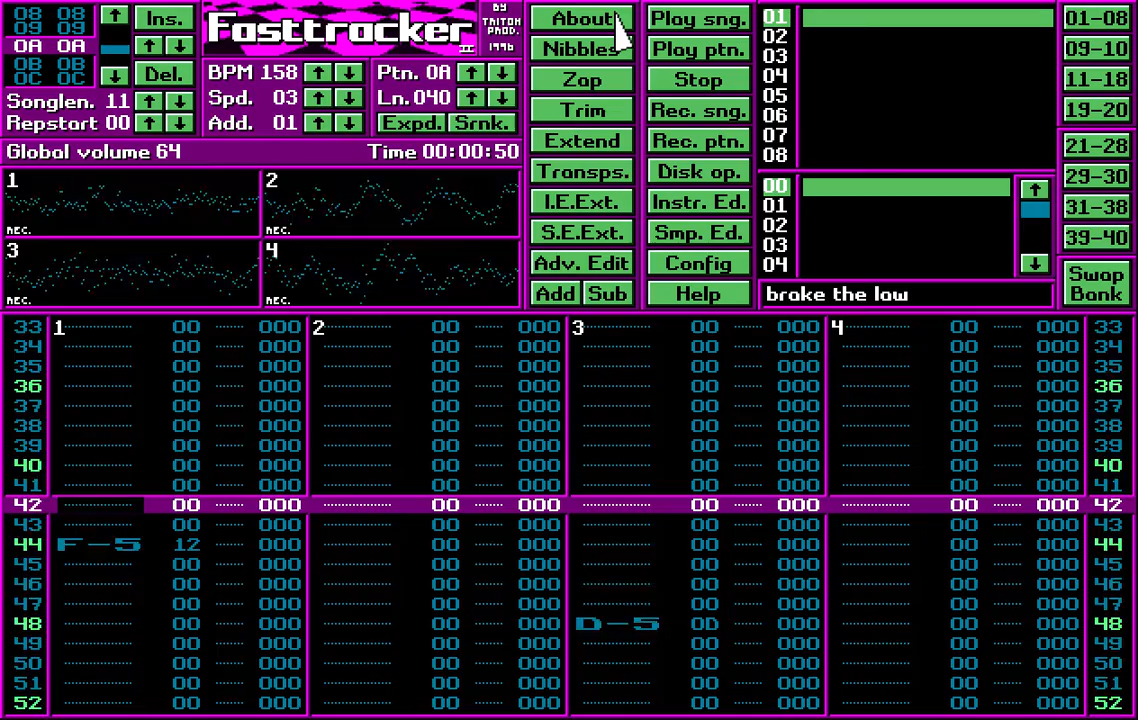 08 08
09 09
0A 0A
0B 0B
0C 0C
Ins.
Del.
Songlen. 11
Repstart 00
Fasttracker
II
BY
TRITON
PROD.
1996
BPM 158
Spd. 03
Add. 01
Ptn. 0A
Ln. 040
Expd. Srnk.
Global volume 64
Time 00:00:50
1
REC.
2
REC.
3
REC.
4
REC.
About
Nibbles
Zap
Trim
Extend
Transps.
I.E.Ext.
S.E.Ext.
Adv. Edit
Add Sub
Play sng.
Play ptn.
Stop
Rec. sng.
Rec. ptn.
Disk op.
Instr. Ed.
Smp. Ed.
Config
Help
01
02
03
04
05
06
07
08
00
01
02
03
04
brake the law
01-08
09-10
11-18
19-20
21-28
29-30
31-38
39-40
Swap
Bank
33 1 00 000 2 00 000 3 00 000 4 00 000 33
34 00 000 00 000 00 000 00 000 34
35 00 000 00 000 00 000 00 000 35
36 00 000 00 000 00 000 00 000 36
37 00 000 00 000 00 000 00 000 37
38 00 000 00 000 00 000 00 000 38
39 00 000 00 000 00 000 00 000 39
40 00 000 00 000 00 000 00 000 40
41 00 000 00 000 00 000 00 000 41
42 00 000 00 000 00 000 00 000 42
43 00 000 00 000 00 000 00 000 43
44 F-5 12 000 00 000 00 000 00 000 44
45 00 000 00 000 00 000 00 000 45
46 00 000 00 000 00 000 00 000 46
47 00 000 00 000 00 000 00 000 47
48 00 000 00 000 D-5 0D 000 00 000 48
49 00 000 00 000 00 000 00 000 49
50 00 000 00 000 00 000 00 000 50
51 00 000 00 000 00 000 00 000 51
52 00 000 00 000 00 000 00 000 52